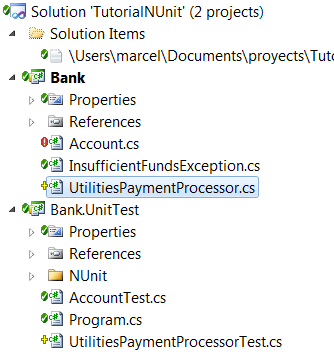 Solution 'TutorialNUnit' (2 projects)
Solution Items
\Users\marcel\Documents\proyects\Tuto
Bank
Properties
References
Account.cs
InsufficientFundsException.cs
UtilitiesPaymentProcessor.cs
Bank.UnitTest
Properties
References
NUnit
AccountTest.cs
Program.cs
UtilitiesPaymentProcessorTest.cs